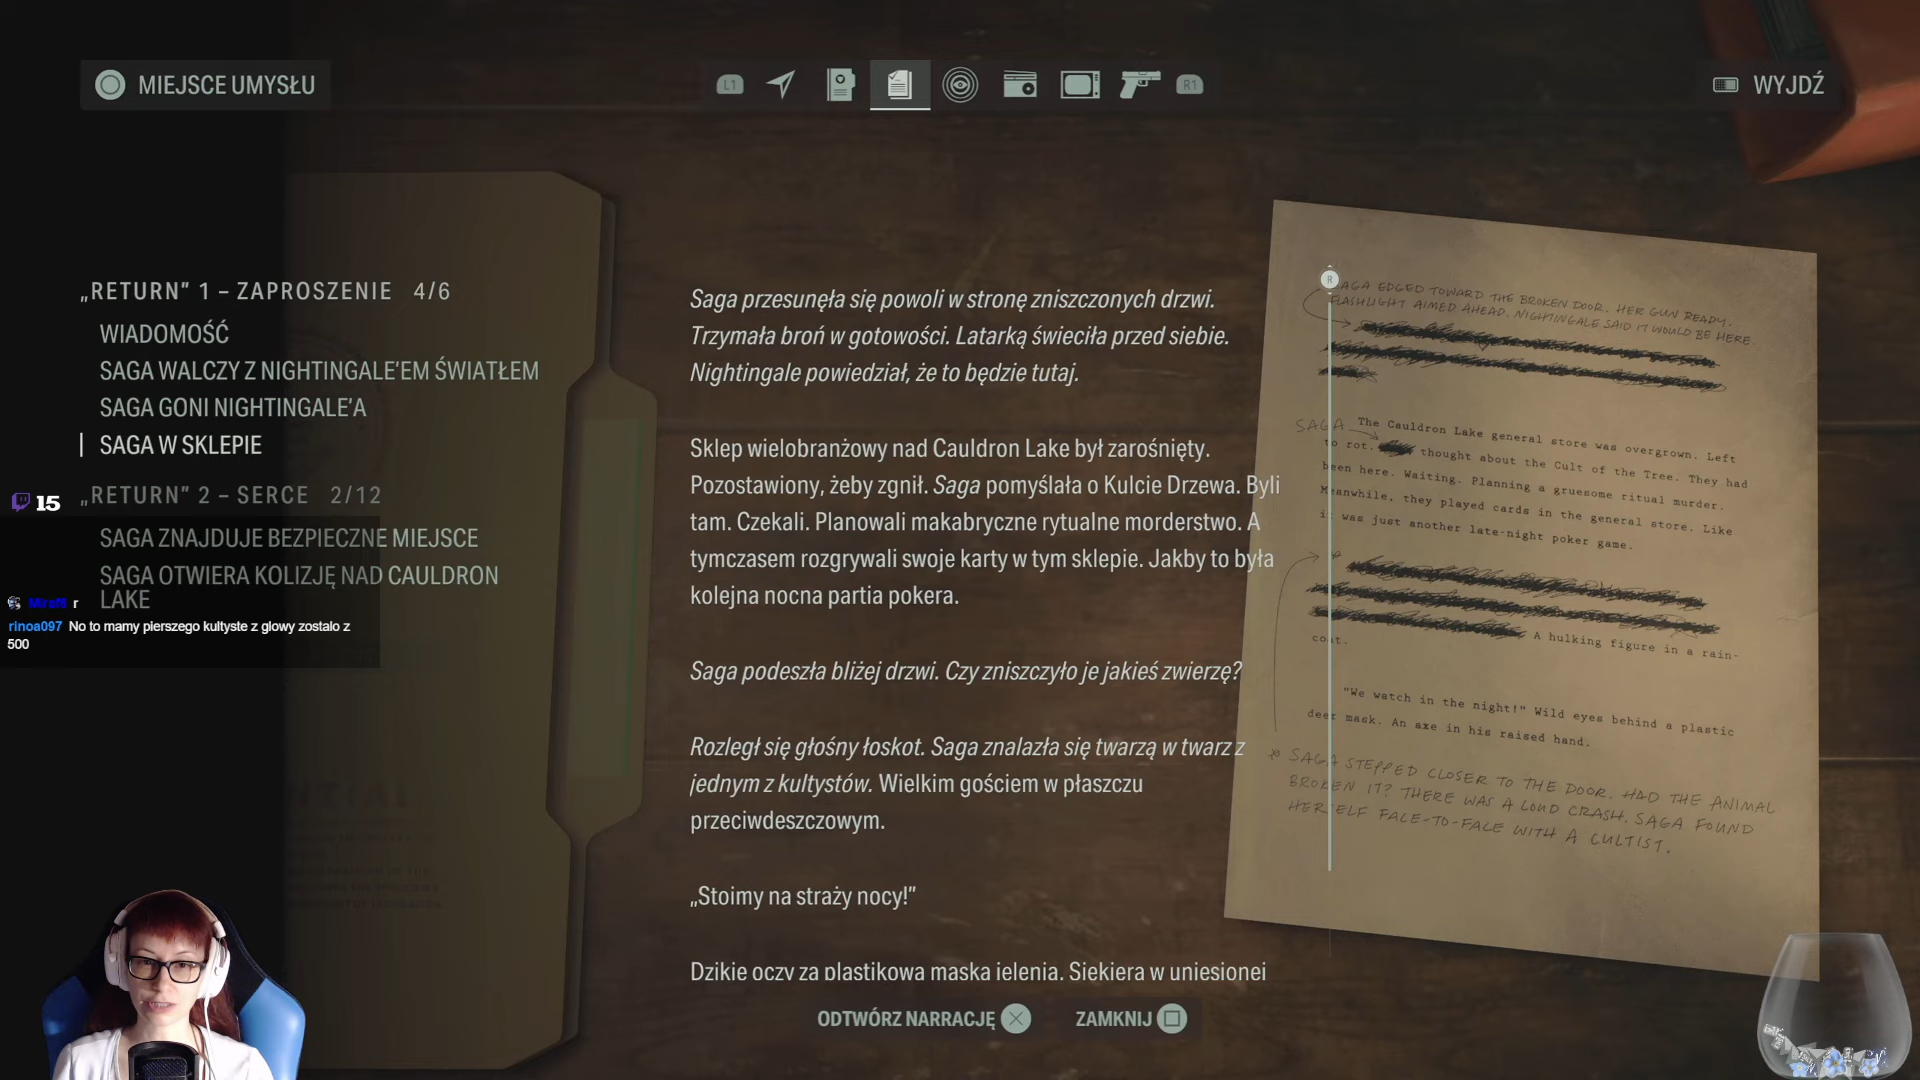 MIEJSCE UMYSŁU
L1
R1
WYJDŹ
„RETURN” 1 – ZAPROSZENIE 4/6
WIADOMOŚĆ
SAGA WALCZY Z NIGHTINGALE'EM ŚWIATŁEM
SAGA GONI NIGHTINGALE'A
SAGA W SKLEPIE
„RETURN” 2 – SERCE 2/12
SAGA ZNAJDUJE BEZPIECZNE MIEJSCE
SAGA OTWIERA KOLIZJĘ NAD CAULDRON
LAKE
15
r
rinoa097 No to mamy pierszego kultyste z glowy zostalo z
500
Saga przesunęła się powoli w stronę zniszczonych drzwi.
Trzymała broń w gotowości. Latarką świeciła przed siebie.
Nightingale powiedział, że to będzie tutaj.
Sklep wielobranżowy nad Cauldron Lake był zarośnięty.
Pozostawiony, żeby zgnił. Saga pomyślała o Kulcie Drzewa. Byli
tam. Czekali. Planowali makabryczne rytualne morderstwo. A
tymczasem rozgrywali swoje karty w tym sklepie. Jakby to była
kolejna nocna partia pokera.
Saga podeszła bliżej drzwi. Czy zniszczyło je jakieś zwierzę?
Rozległ się głośny łoskot. Saga znalazła się twarzą w twarz z
jednym z kultystów. Wielkim gościem w płaszczu
przeciwdeszczowym.
„Stoimy na straży nocy!”
Dzikie oczy za plastikową maską jelenia. Siekiera w uniesionej
ODTWÓRZ NARRACJĘ
ZAMKNIJ
R
SAGA EDGED TOWARD THE BROKEN DOOR. HER GUN READY.
FLASHLIGHT AIMED AHEAD. NIGHTINGALE SAID IT WOULD BE HERE.
SAGA
The Cauldron Lake general store was overgrown. Left
to rot. thought about the Cult of the Tree. They had
been here. Waiting. Planning a gruesome ritual murder.
Meanwhile, they played cards in the general store. Like
it was just another late-night poker game.
A hulking figure in a rain-
coat.
"We watch in the night!" Wild eyes behind a plastic
deer mask. An axe in his raised hand.
SAGA STEPPED CLOSER TO THE DOOR. HAD THE ANIMAL
BROKEN IT? THERE WAS A LOUD CRASH. SAGA FOUND
HERSELF FACE-TO-FACE WITH A CULTIST.